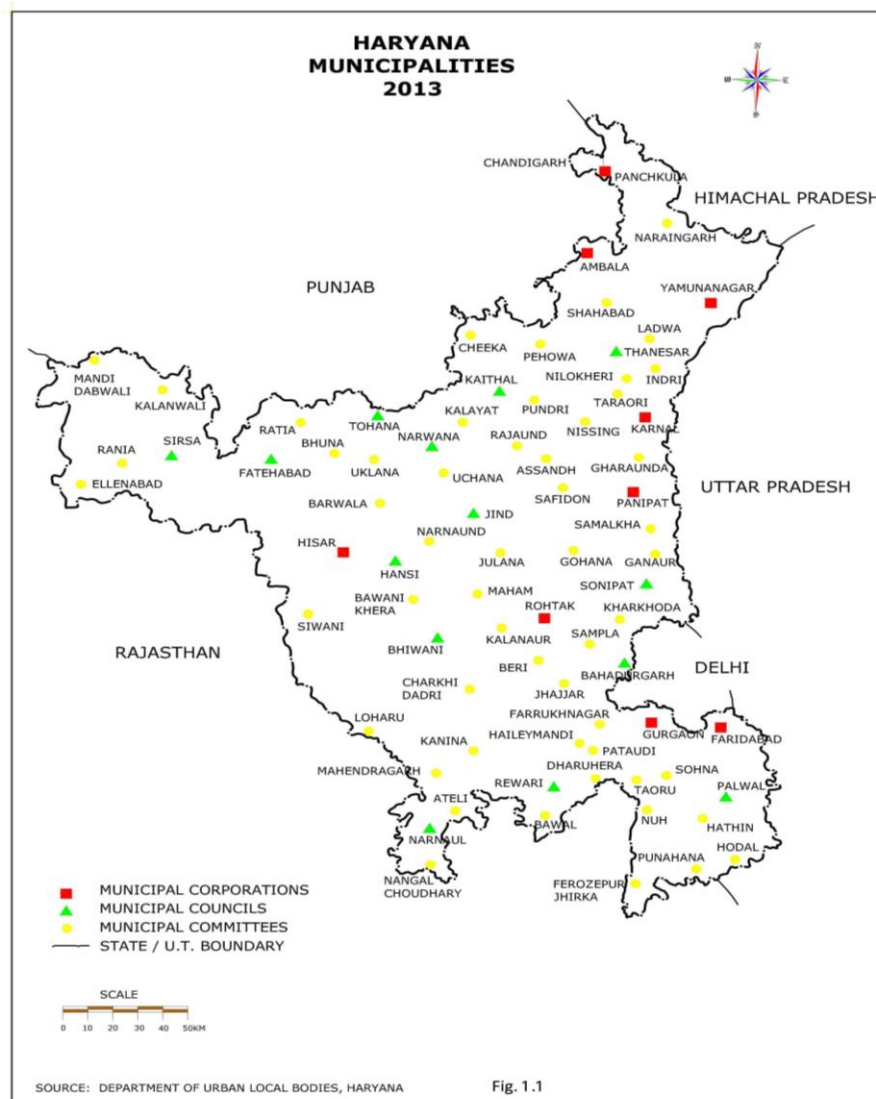 HARYANA
MUNICIPALITIES
2013
CHANDIGARH
PANCHKULA
HIMACHAL PRADESH
NARAINGARH
AMBALA
PUNJAB
YAMUNANAGAR
SHAHABAD
LADWA
CHEEKA
PEHOWA
THANESAR
MANDI
DABWALI
KAITHAL
NILOKHERI
INDRI
KALANWALI
TARAORI
KALAYAT
PUNDRI
RATIA
TOHANA
NISSING
KARNAL
SIRSA
BHUNA
NARWANA
RAJAUND
RANIA
FATEHABAD
UKLANA
UCHANA
ASSANDH
GHARAUNDA
ELLENABAD
SAFIDON
UTTAR PRADESH
BARWALA
PANIPAT
JIND
SAMALKHA
NARNAUND
HISAR
JULANA
GOHANA
GANAUR
HANSI
SONIPAT
BAWANI
KHERA
MAHAM
ROHTAK
KHARKHODA
SIWANI
KALANAUR
SAMPLA
RAJASTHAN
BHIWANI
BERI
BAHADURGARH
DELHI
CHARKHI
DADRI
JHAJJAR
FARRUKHNAGAR
LOHARU
HAILEYMANDI
GURGAON
FARIDABAD
KANINA
PATAUDI
MAHENDRAGARH
DHARUHERA
SOHNA
REWARI
TAORU
PALWAL
ATELI
BAWAL
NUH
HATHIN
NARNAUL
PUNAHANA
HODAL
NANGAL
CHOUDHARY
FEROZEPUR
JHIRKA
MUNICIPAL CORPORATIONS
MUNICIPAL COUNCILS
MUNICIPAL COMMITTEES
STATE / U.T. BOUNDARY
SCALE
0 10 20 30 40 50KM
SOURCE: DEPARTMENT OF URBAN LOCAL BODIES, HARYANA
Fig. 1.1